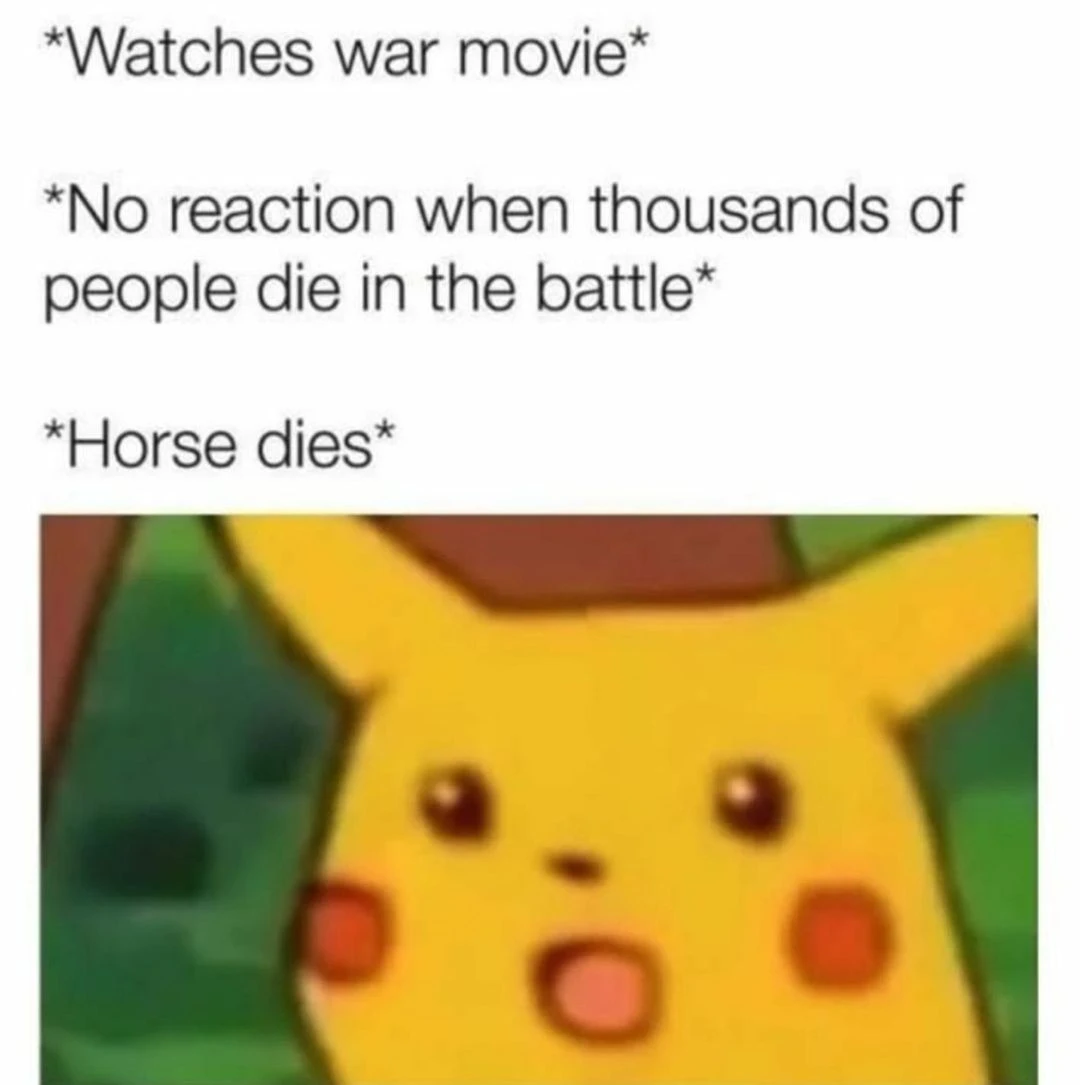 *Watches war movie*
*No reaction when thousands of
people die in the battle*
*Horse dies*